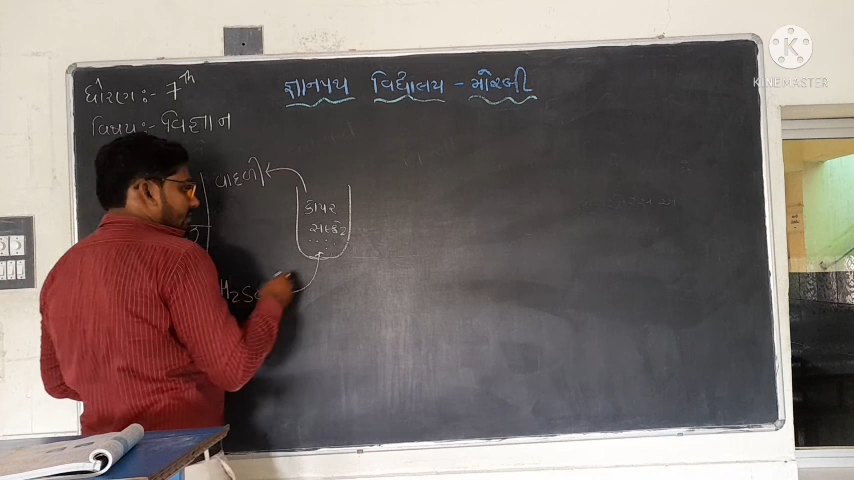 જ્ઞાનપથ વિદ્યાલય - મોરબી
ધોરણ :- 7th
વિષય :- વિજ્ઞાન
વાદળી
કોપર
સલ્ફેટ
KINEMASTER